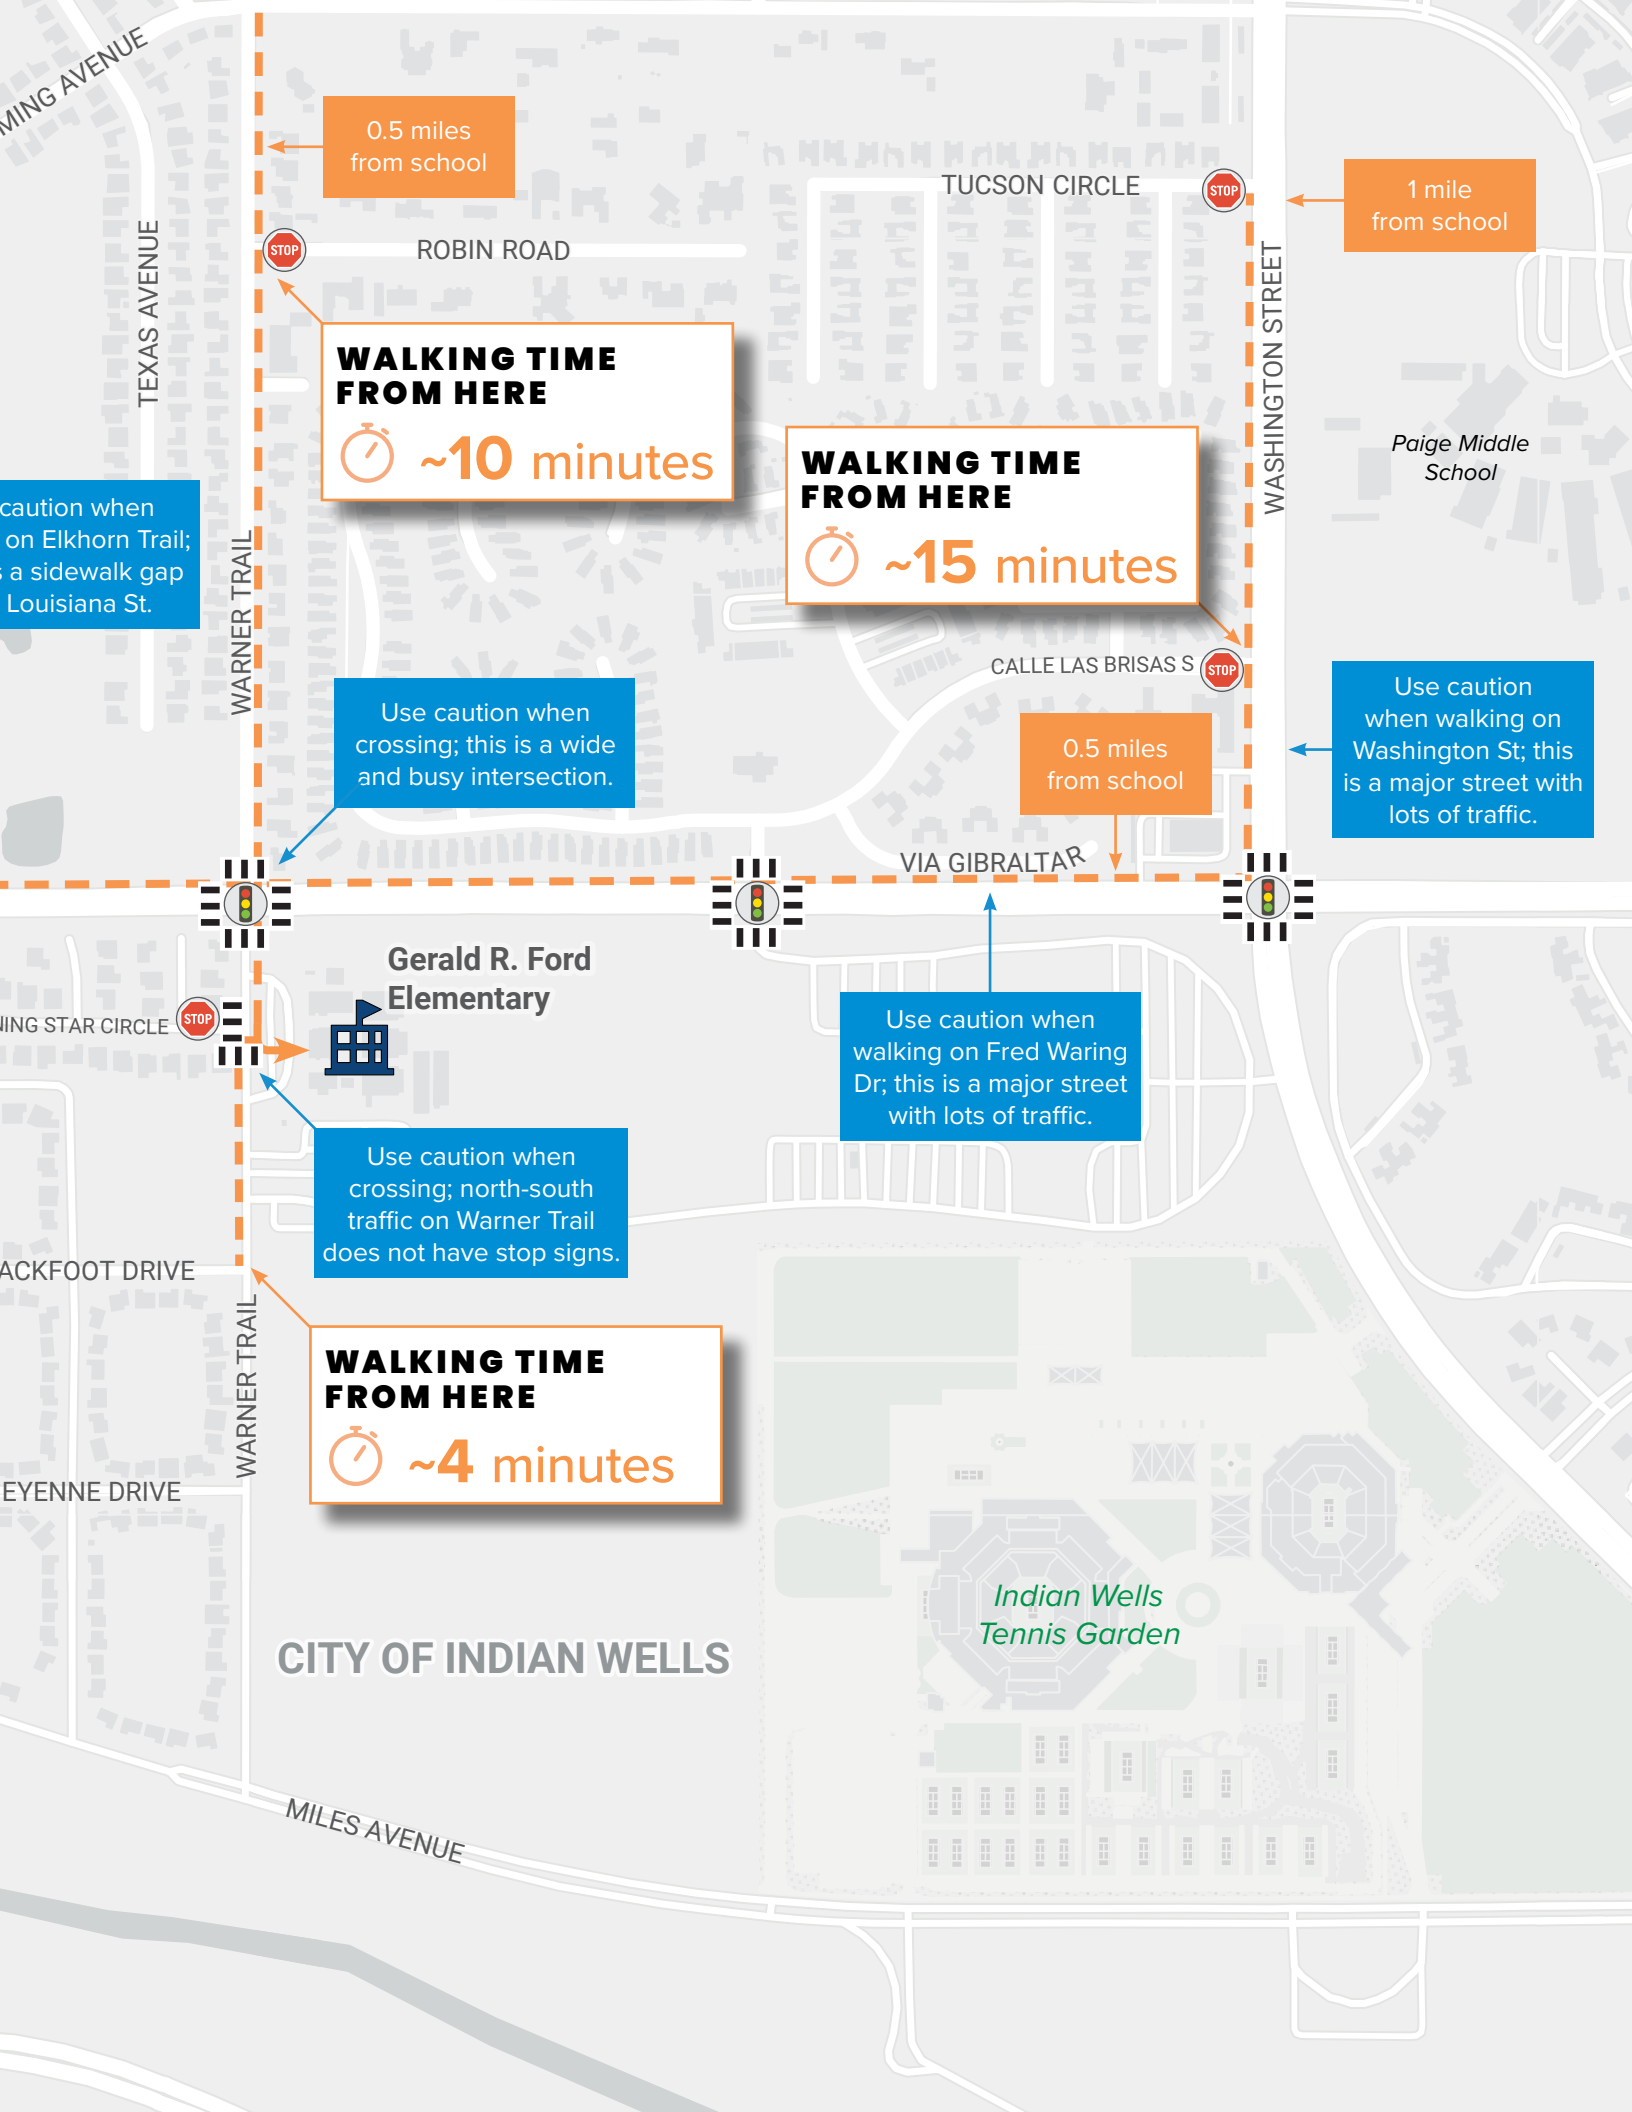 MING AVENUE
0.5 miles
from school
TUCSON CIRCLE
STOP
1 mile
from school
TEXAS AVENUE
STOP
ROBIN ROAD
WASHINGTON STREET
WALKING TIME
FROM HERE
~10 minutes
Paige Middle
School
WALKING TIME
FROM HERE
~15 minutes
caution when
on Elkhorn Trail;
s a sidewalk gap
Louisiana St.
WARNER TRAIL
CALLE LAS BRISAS S
STOP
Use caution when
crossing; this is a wide
and busy intersection.
0.5 miles
from school
Use caution
when walking on
Washington St; this
is a major street with
lots of traffic.
VIA GIBRALTAR
Gerald R. Ford
Elementary
NING STAR CIRCLE
STOP
Use caution when
walking on Fred Waring
Dr; this is a major street
with lots of traffic.
Use caution when
crossing; north-south
traffic on Warner Trail
does not have stop signs.
ACKFOOT DRIVE
WARNER TRAIL
WALKING TIME
FROM HERE
~4 minutes
EYENNE DRIVE
Indian Wells
Tennis Garden
CITY OF INDIAN WELLS
MILES AVENUE